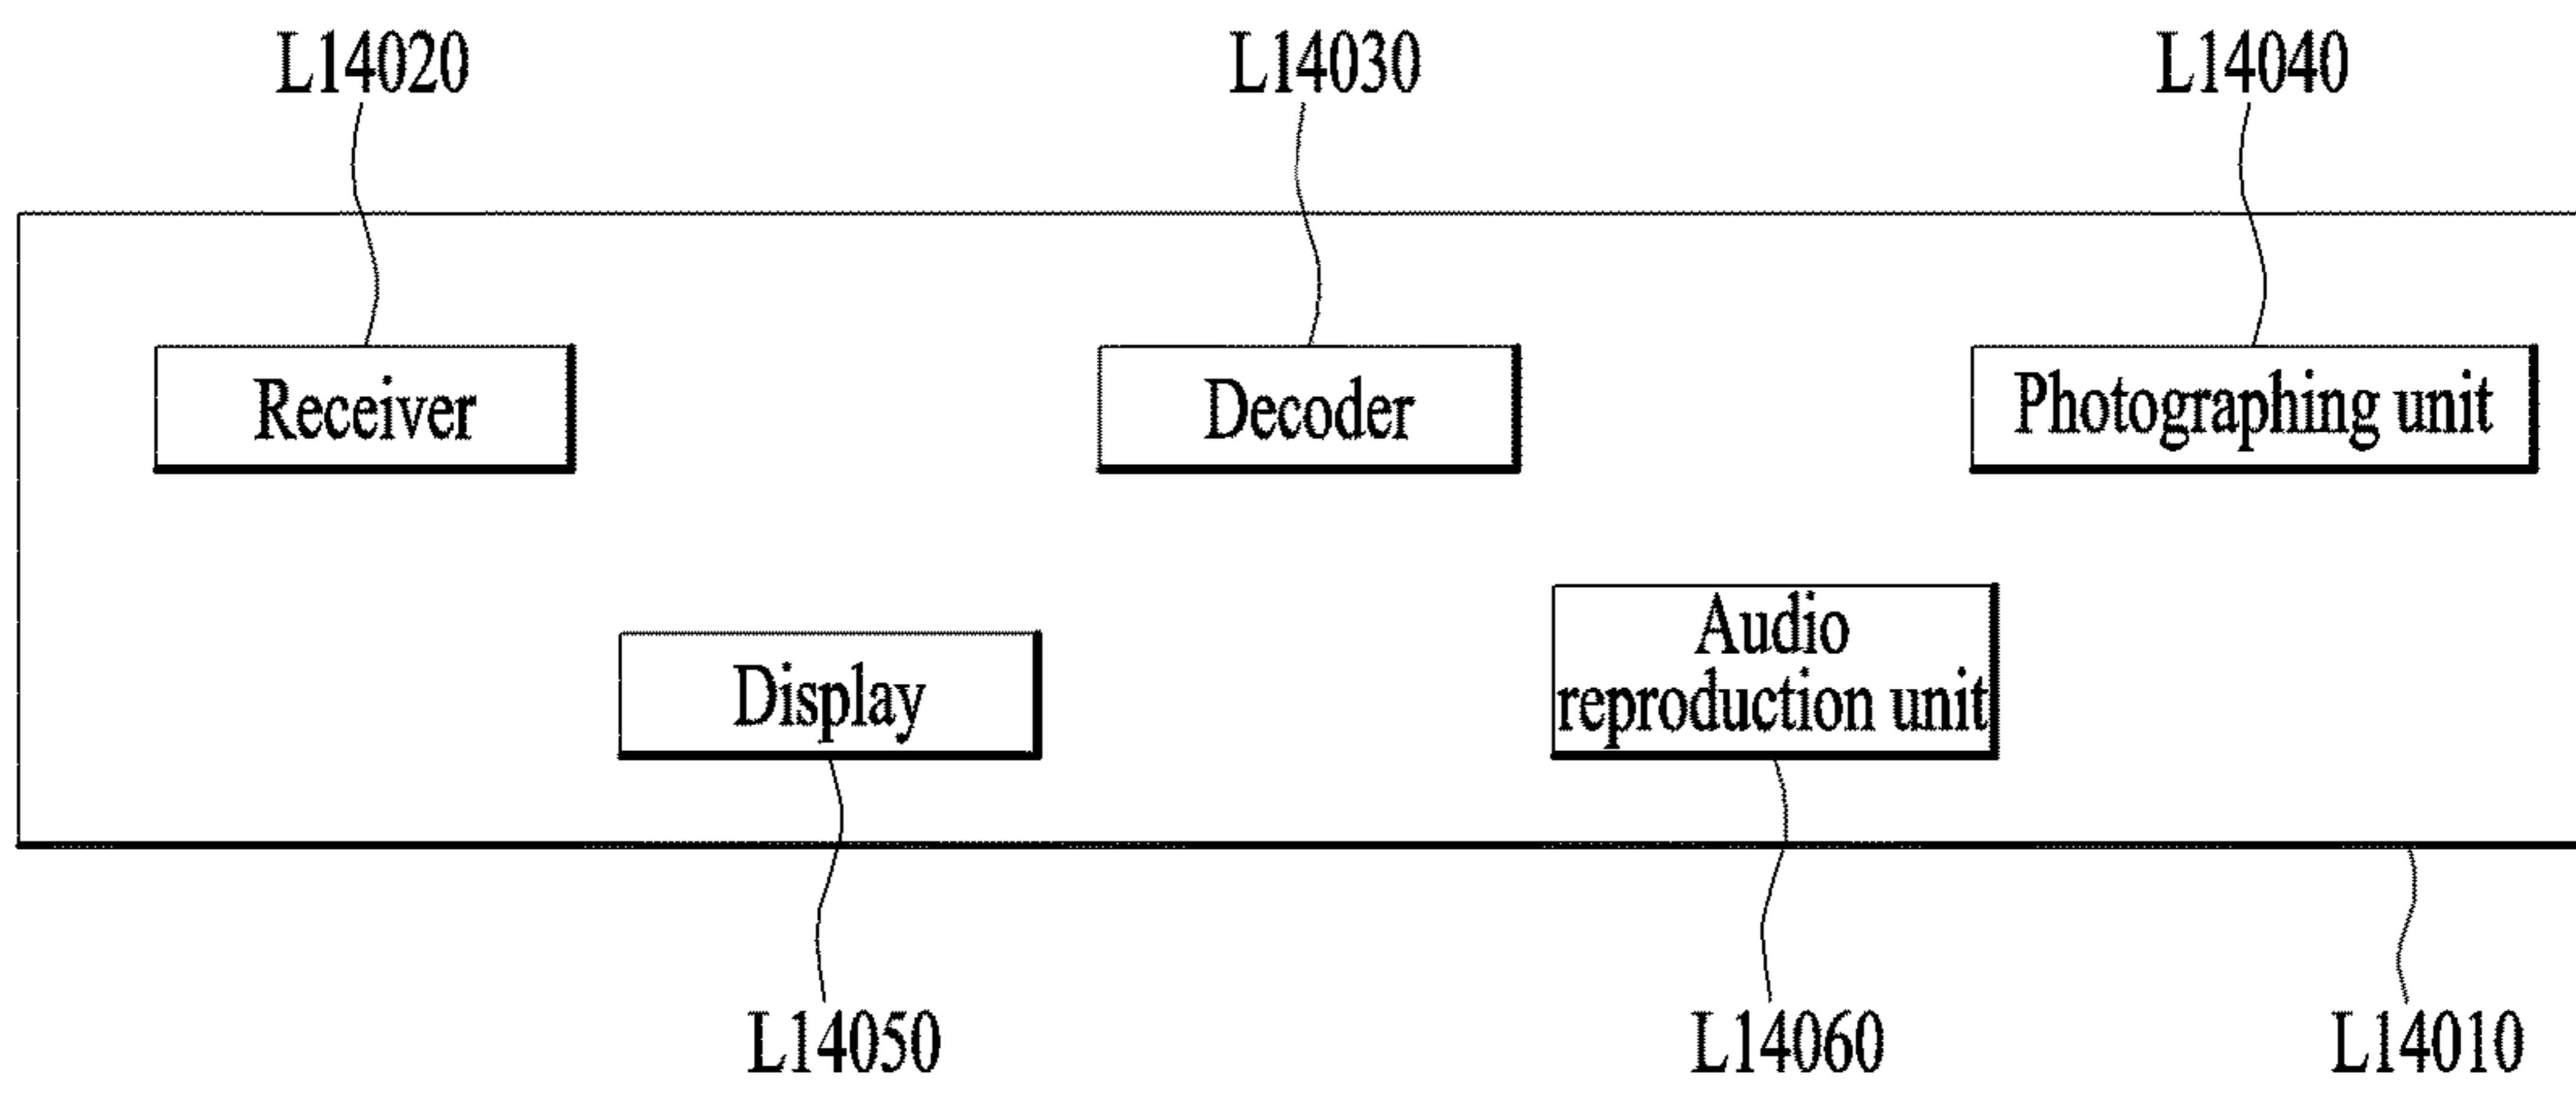 L14020
L14030
L14040
Receiver
Decoder
Photographing unit
Display
Audio
reproduction unit
L14050
L14060
L14010